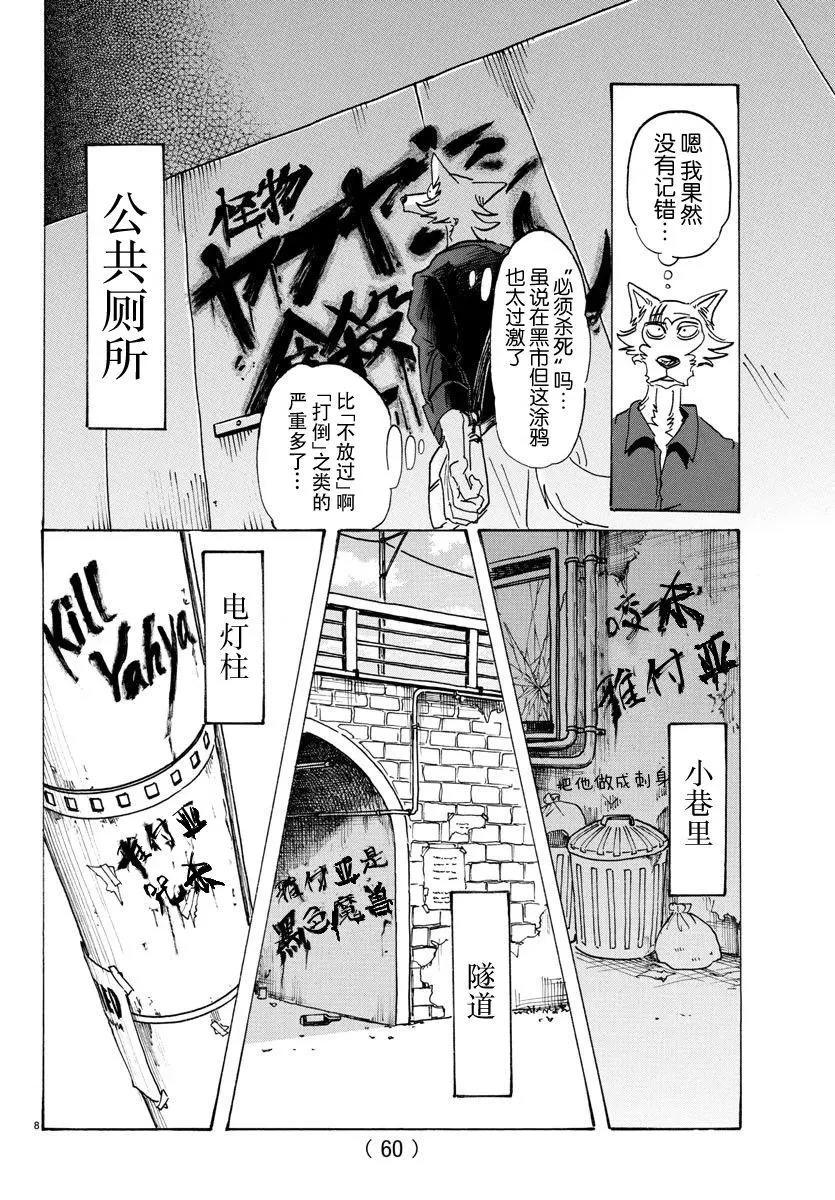 嗯 我果然
没有记错…
“必须杀死”吗…
虽说在黑市但这涂鸦
也太过激了
比「不放过」啊
「打倒」之类的
严重多了…
怪物
ヤフヤ
必殺
公共厕所
咬杀
雅付亚
把他做成刺身
小巷里
雅付亚是
黑色魔兽
隧道
电灯柱
Kill
Yahya
雅付亚
咒杀
8
(60)